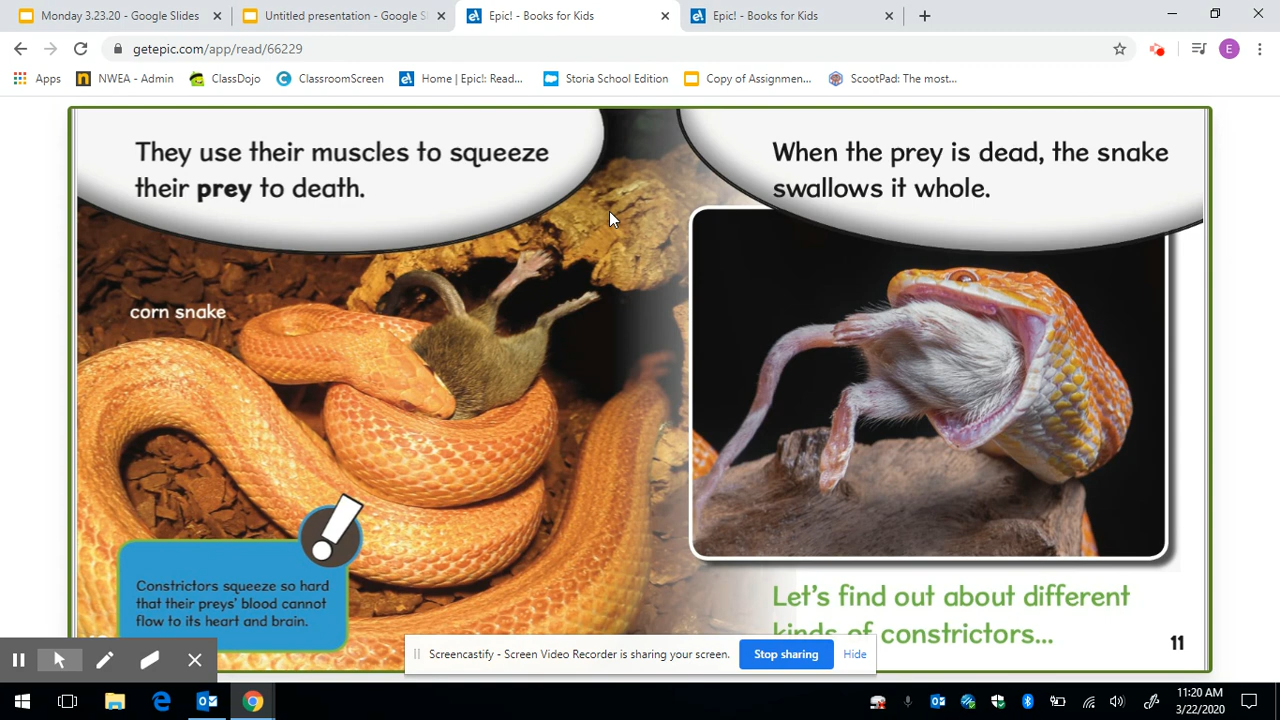 Monday 3.23.20 - Google Slides
Untitled presentation - Google S
Epic! - Books for Kids
Epic! - Books for Kids
getepic.com/app/read/66229
E
Apps
NWEA - Admin
ClassDojo
ClassroomScreen
Home | Epic!: Read...
Storia School Edition
Copy of Assignmen...
ScootPad: The most...
They use their muscles to squeeze
their prey to death.
corn snake
Constrictors squeeze so hard
that their preys' blood cannot
flow to its heart and brain.
When the prey is dead, the snake
swallows it whole.
Let's find out about different
kinds of constrictors...
11
Screencastify - Screen Video Recorder is sharing your screen.
Stop sharing
Hide
11:20 AM
3/22/2020